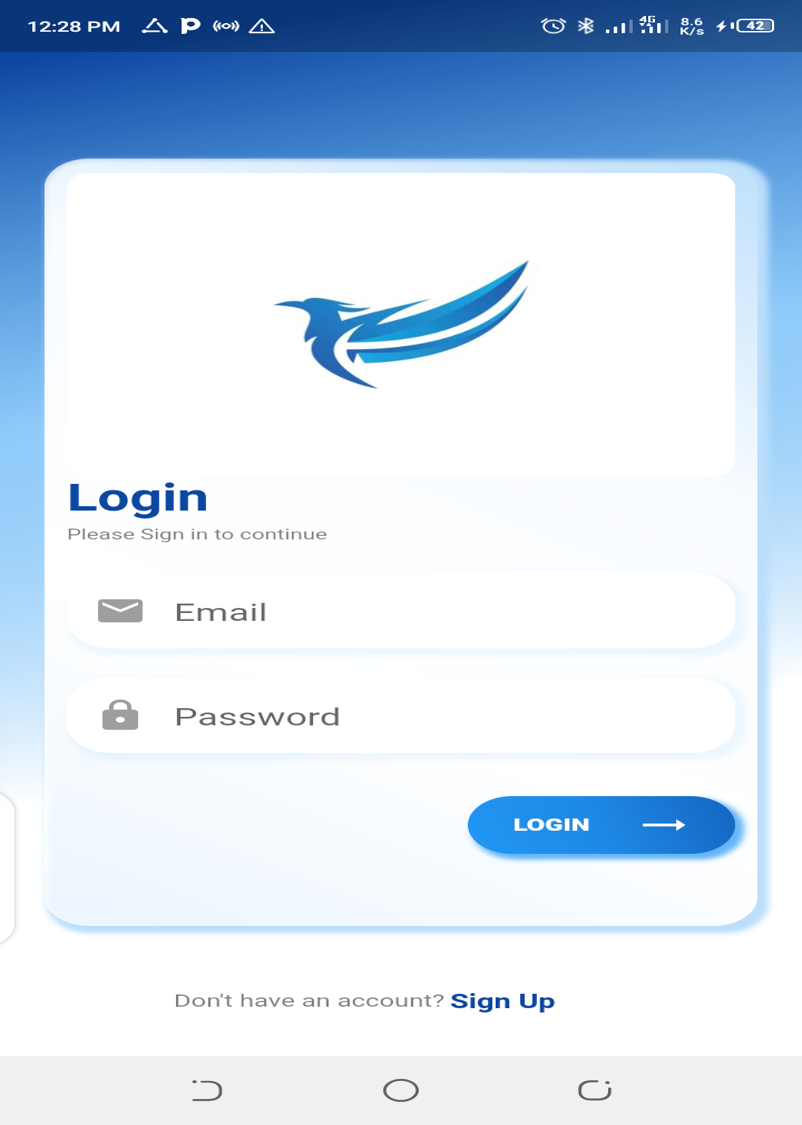 12:28 PM
4G
8.6
K/s
42
Login
Please Sign in to continue
Email
Password
LOGIN
Don't have an account? Sign Up